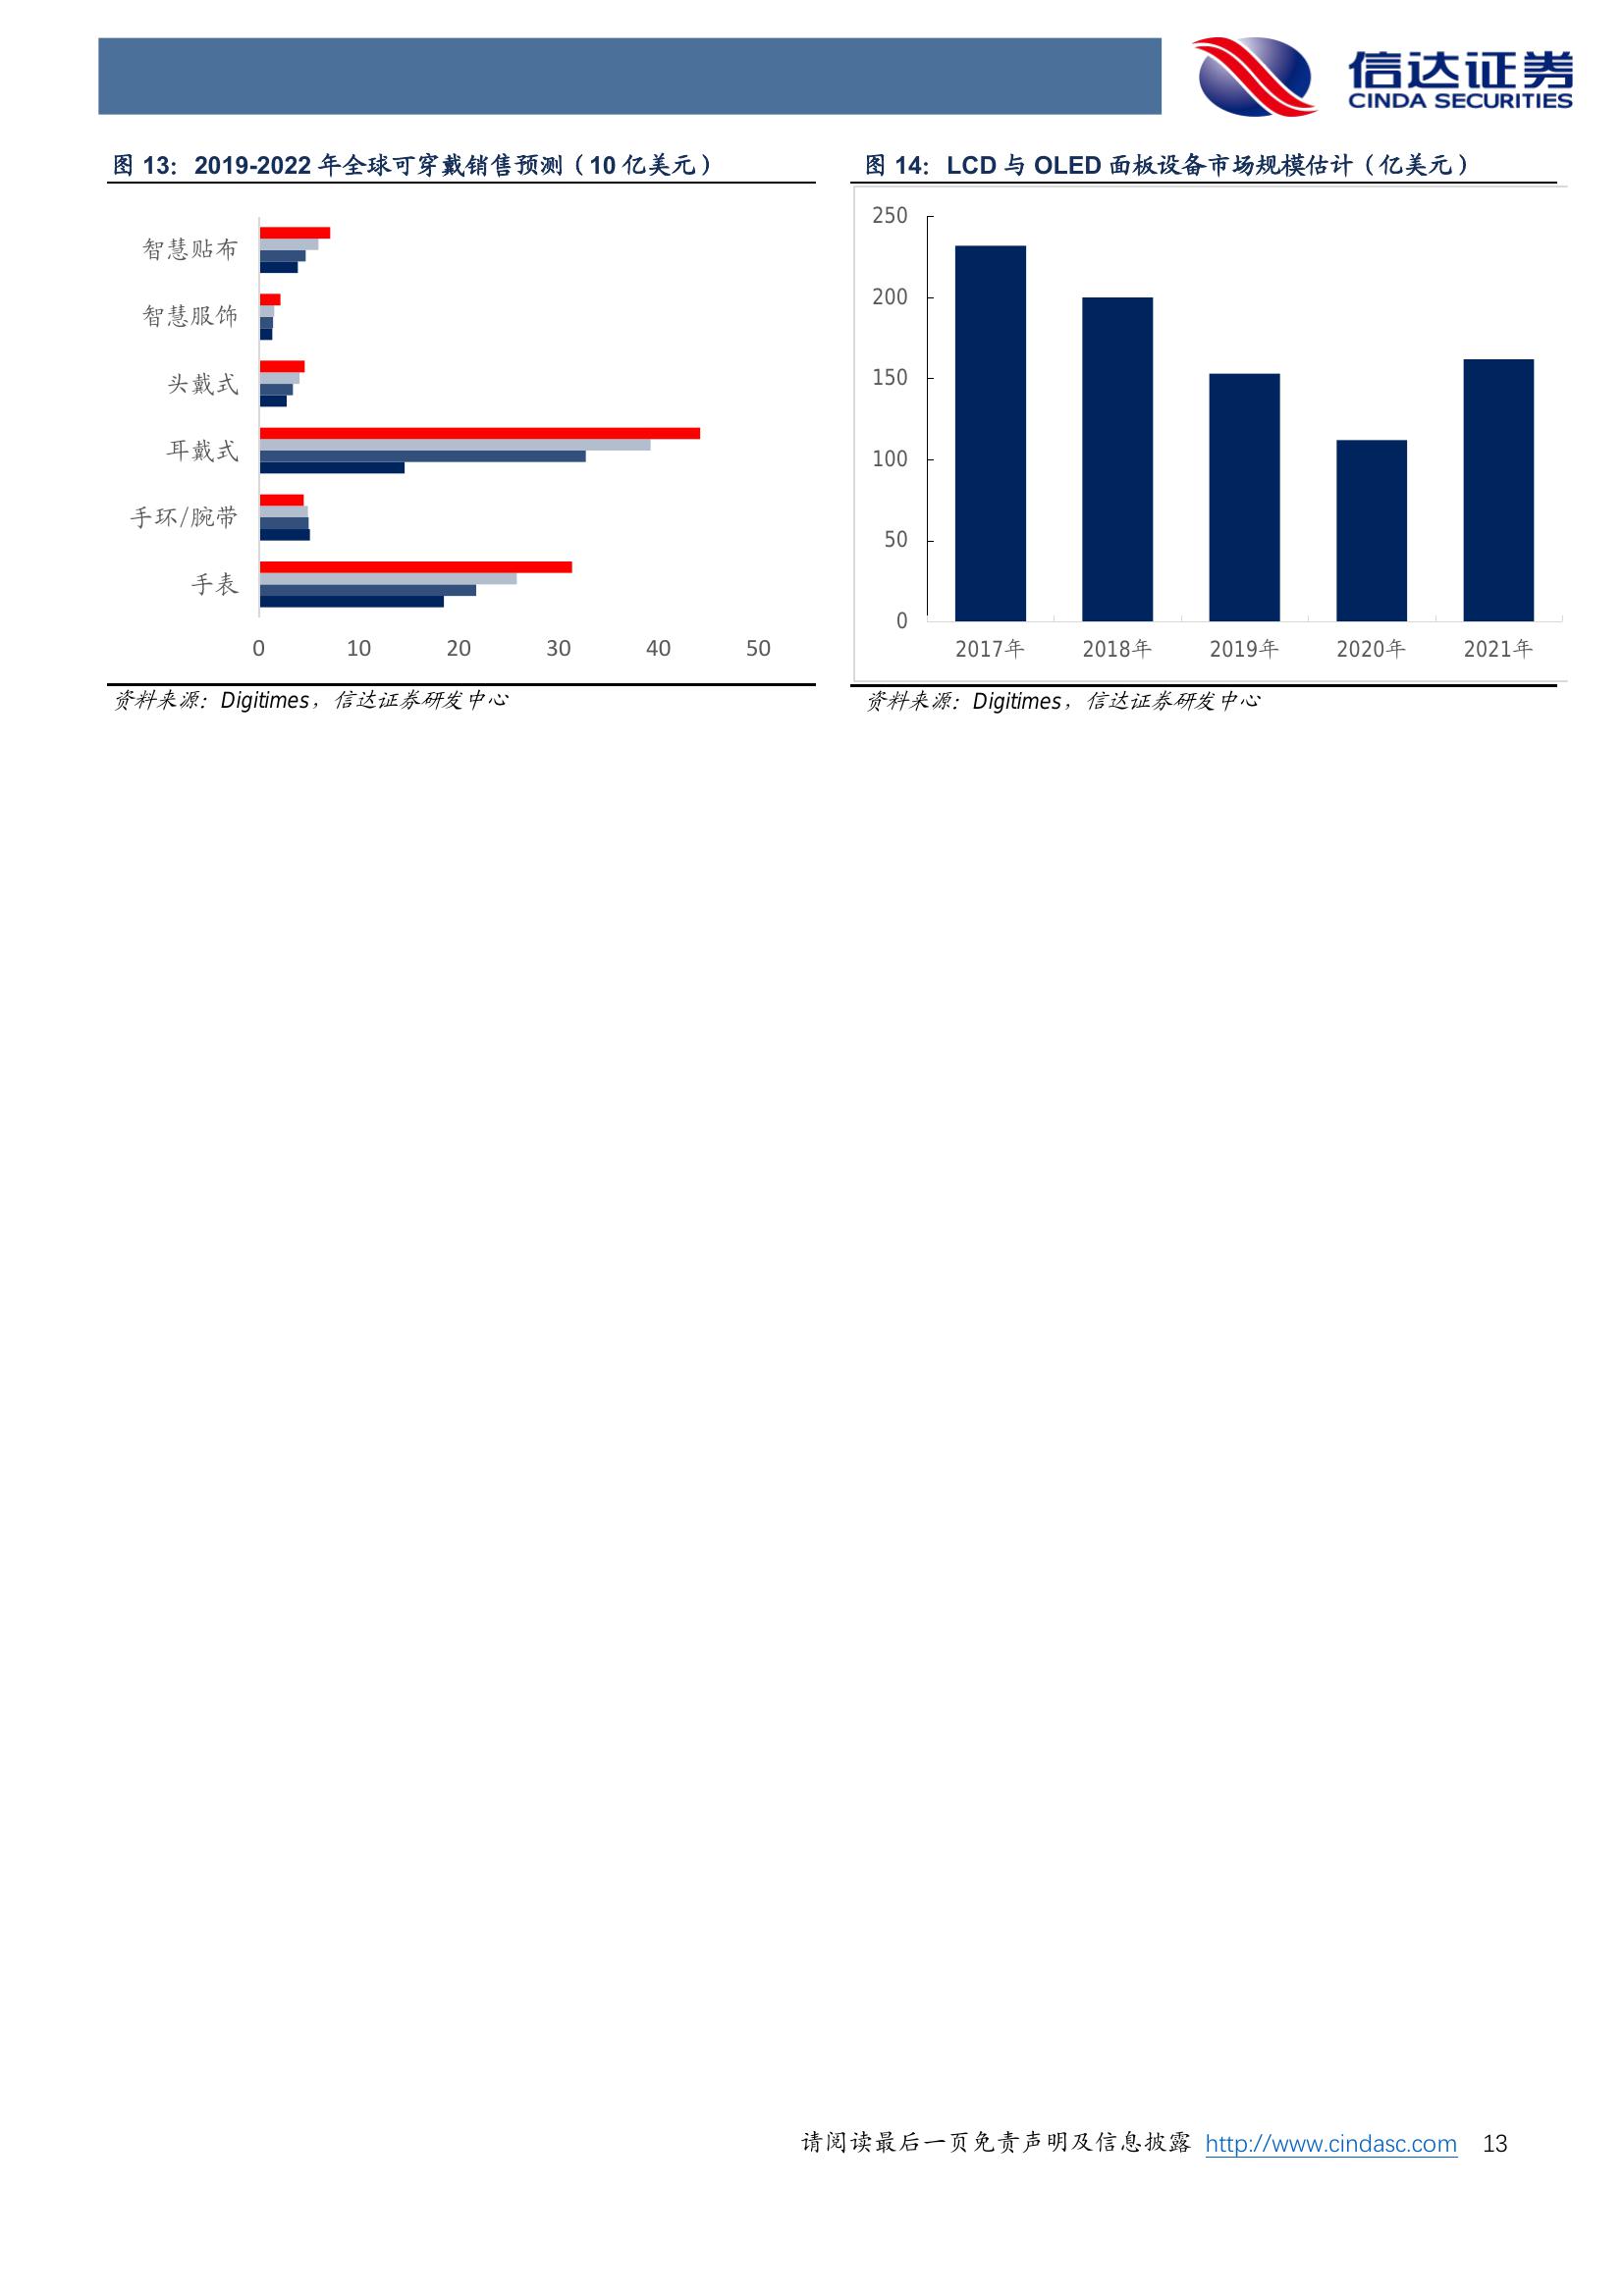 信达证券
CINDA SECURITIES
图 13：2019-2022 年全球可穿戴销售预测（10 亿美元）
智慧贴布
智慧服饰
头戴式
耳戴式
手环/腕带
手表
0 10 20 30 40 50
资料来源：Digitimes，信达证券研发中心
图 14：LCD 与 OLED 面板设备市场规模估计（亿美元）
250
200
150
100
50
0
2017年 2018年 2019年 2020年 2021年
资料来源：Digitimes，信达证券研发中心
请阅读最后一页免责声明及信息披露 http://www.cindasc.com 13